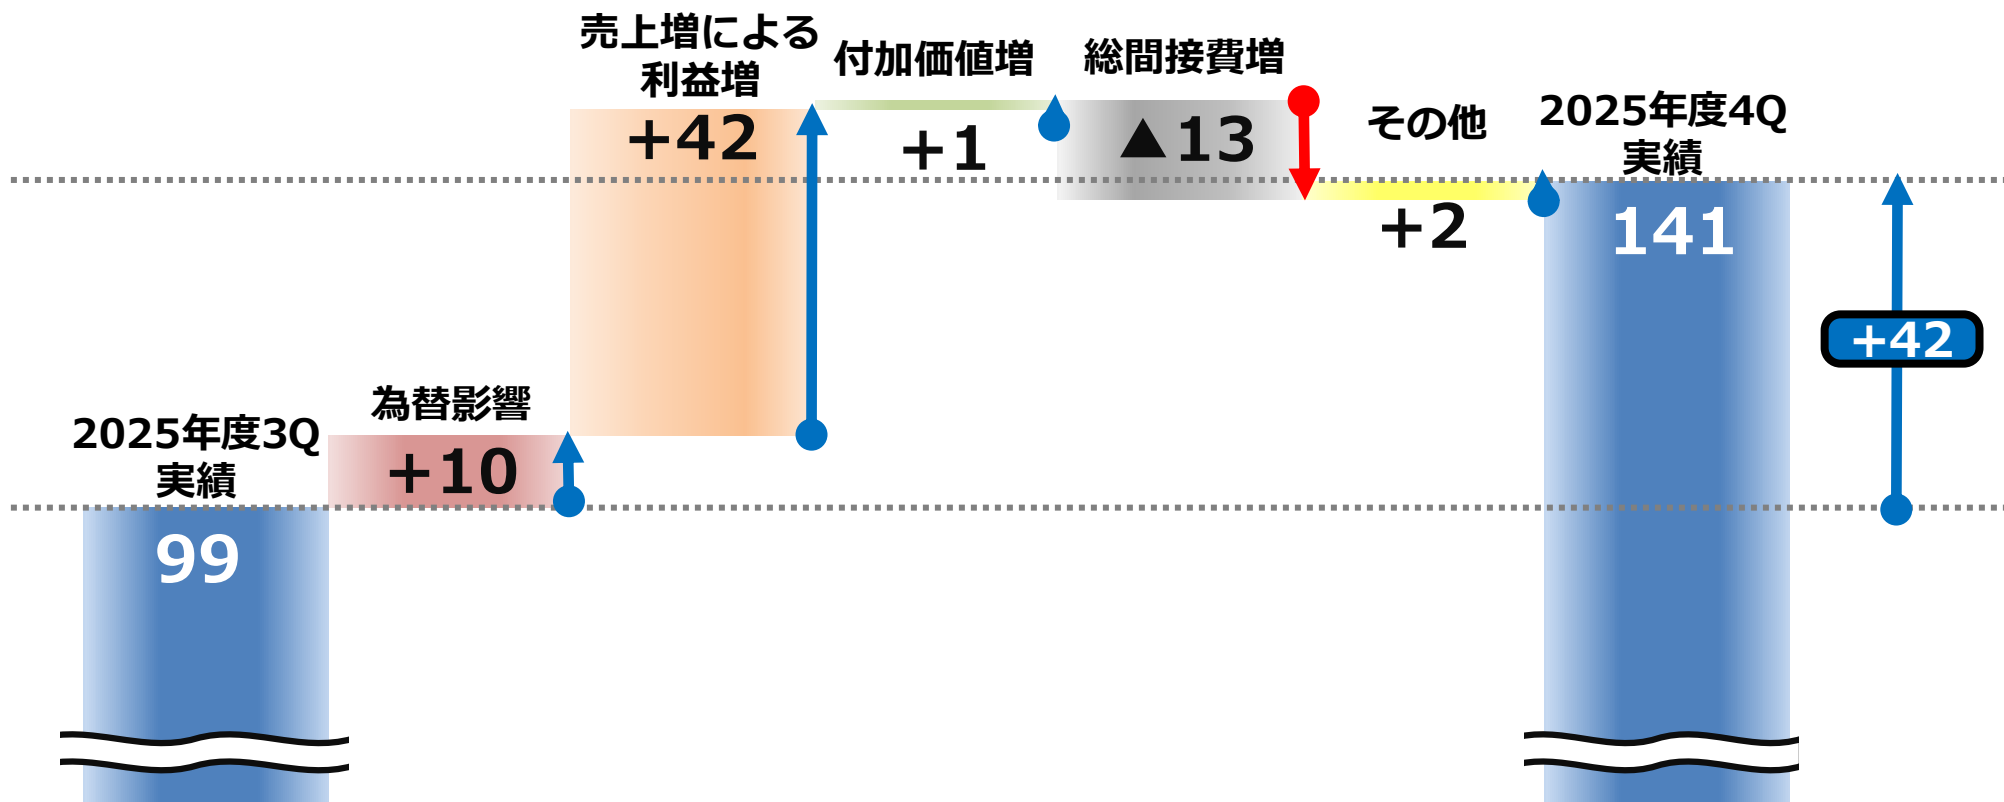 2025年度3Q
実績
99
為替影響
+10
売上増による
利益増
+42
付加価値増
+1
総間接費増
▲13
その他
+2
2025年度4Q
実績
141
+42